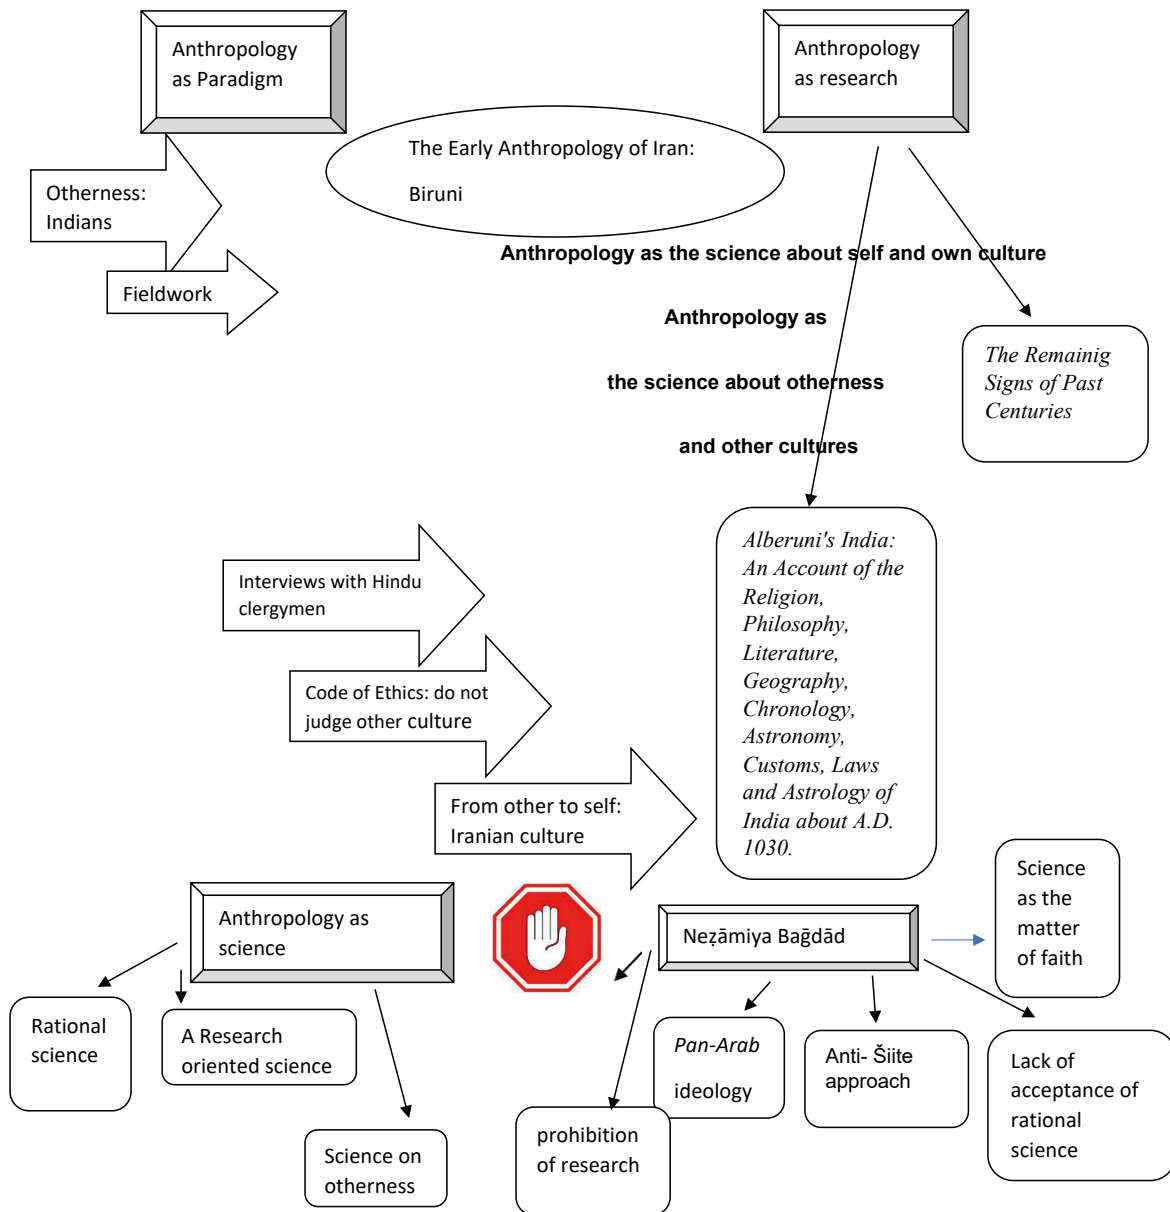 Anthropology
as Paradigm
Anthropology
as research
The Early Anthropology of Iran:
Biruni
Otherness:
Indians
Fieldwork
Anthropology as the science about self and own culture
Anthropology as
the science about otherness
and other cultures
The Remainig
Signs of Past
Centuries
Alberuni's India:
An Account of the
Religion,
Philosophy,
Literature,
Geography,
Chronology,
Astronomy,
Customs, Laws
and Astrology of
India about A.D.
1030.
Interviews with Hindu
clergymen
Code of Ethics: do not
judge other culture
From other to self:
Iranian culture
Anthropology as
science
Neẓāmiya Baḡdād
Science
as the
matter
of faith
Rational
science
A Research
oriented science
Science on
otherness
prohibition
of research
Pan-Arab
ideology
Anti- Šiite
approach
Lack of
acceptance of
rational
science